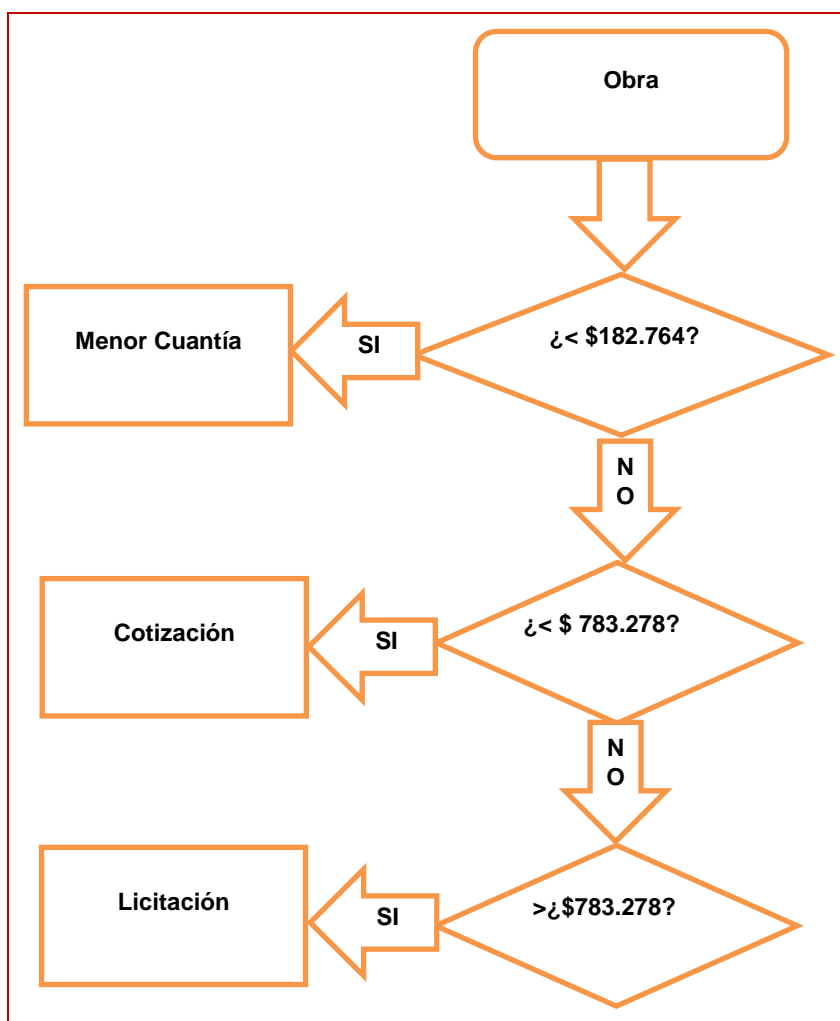 Obra
¿< $182.764?
SI
Menor Cuantía
N
O
¿< $ 783.278?
SI
Cotización
N
O
>¿$783.278?
SI
Licitación